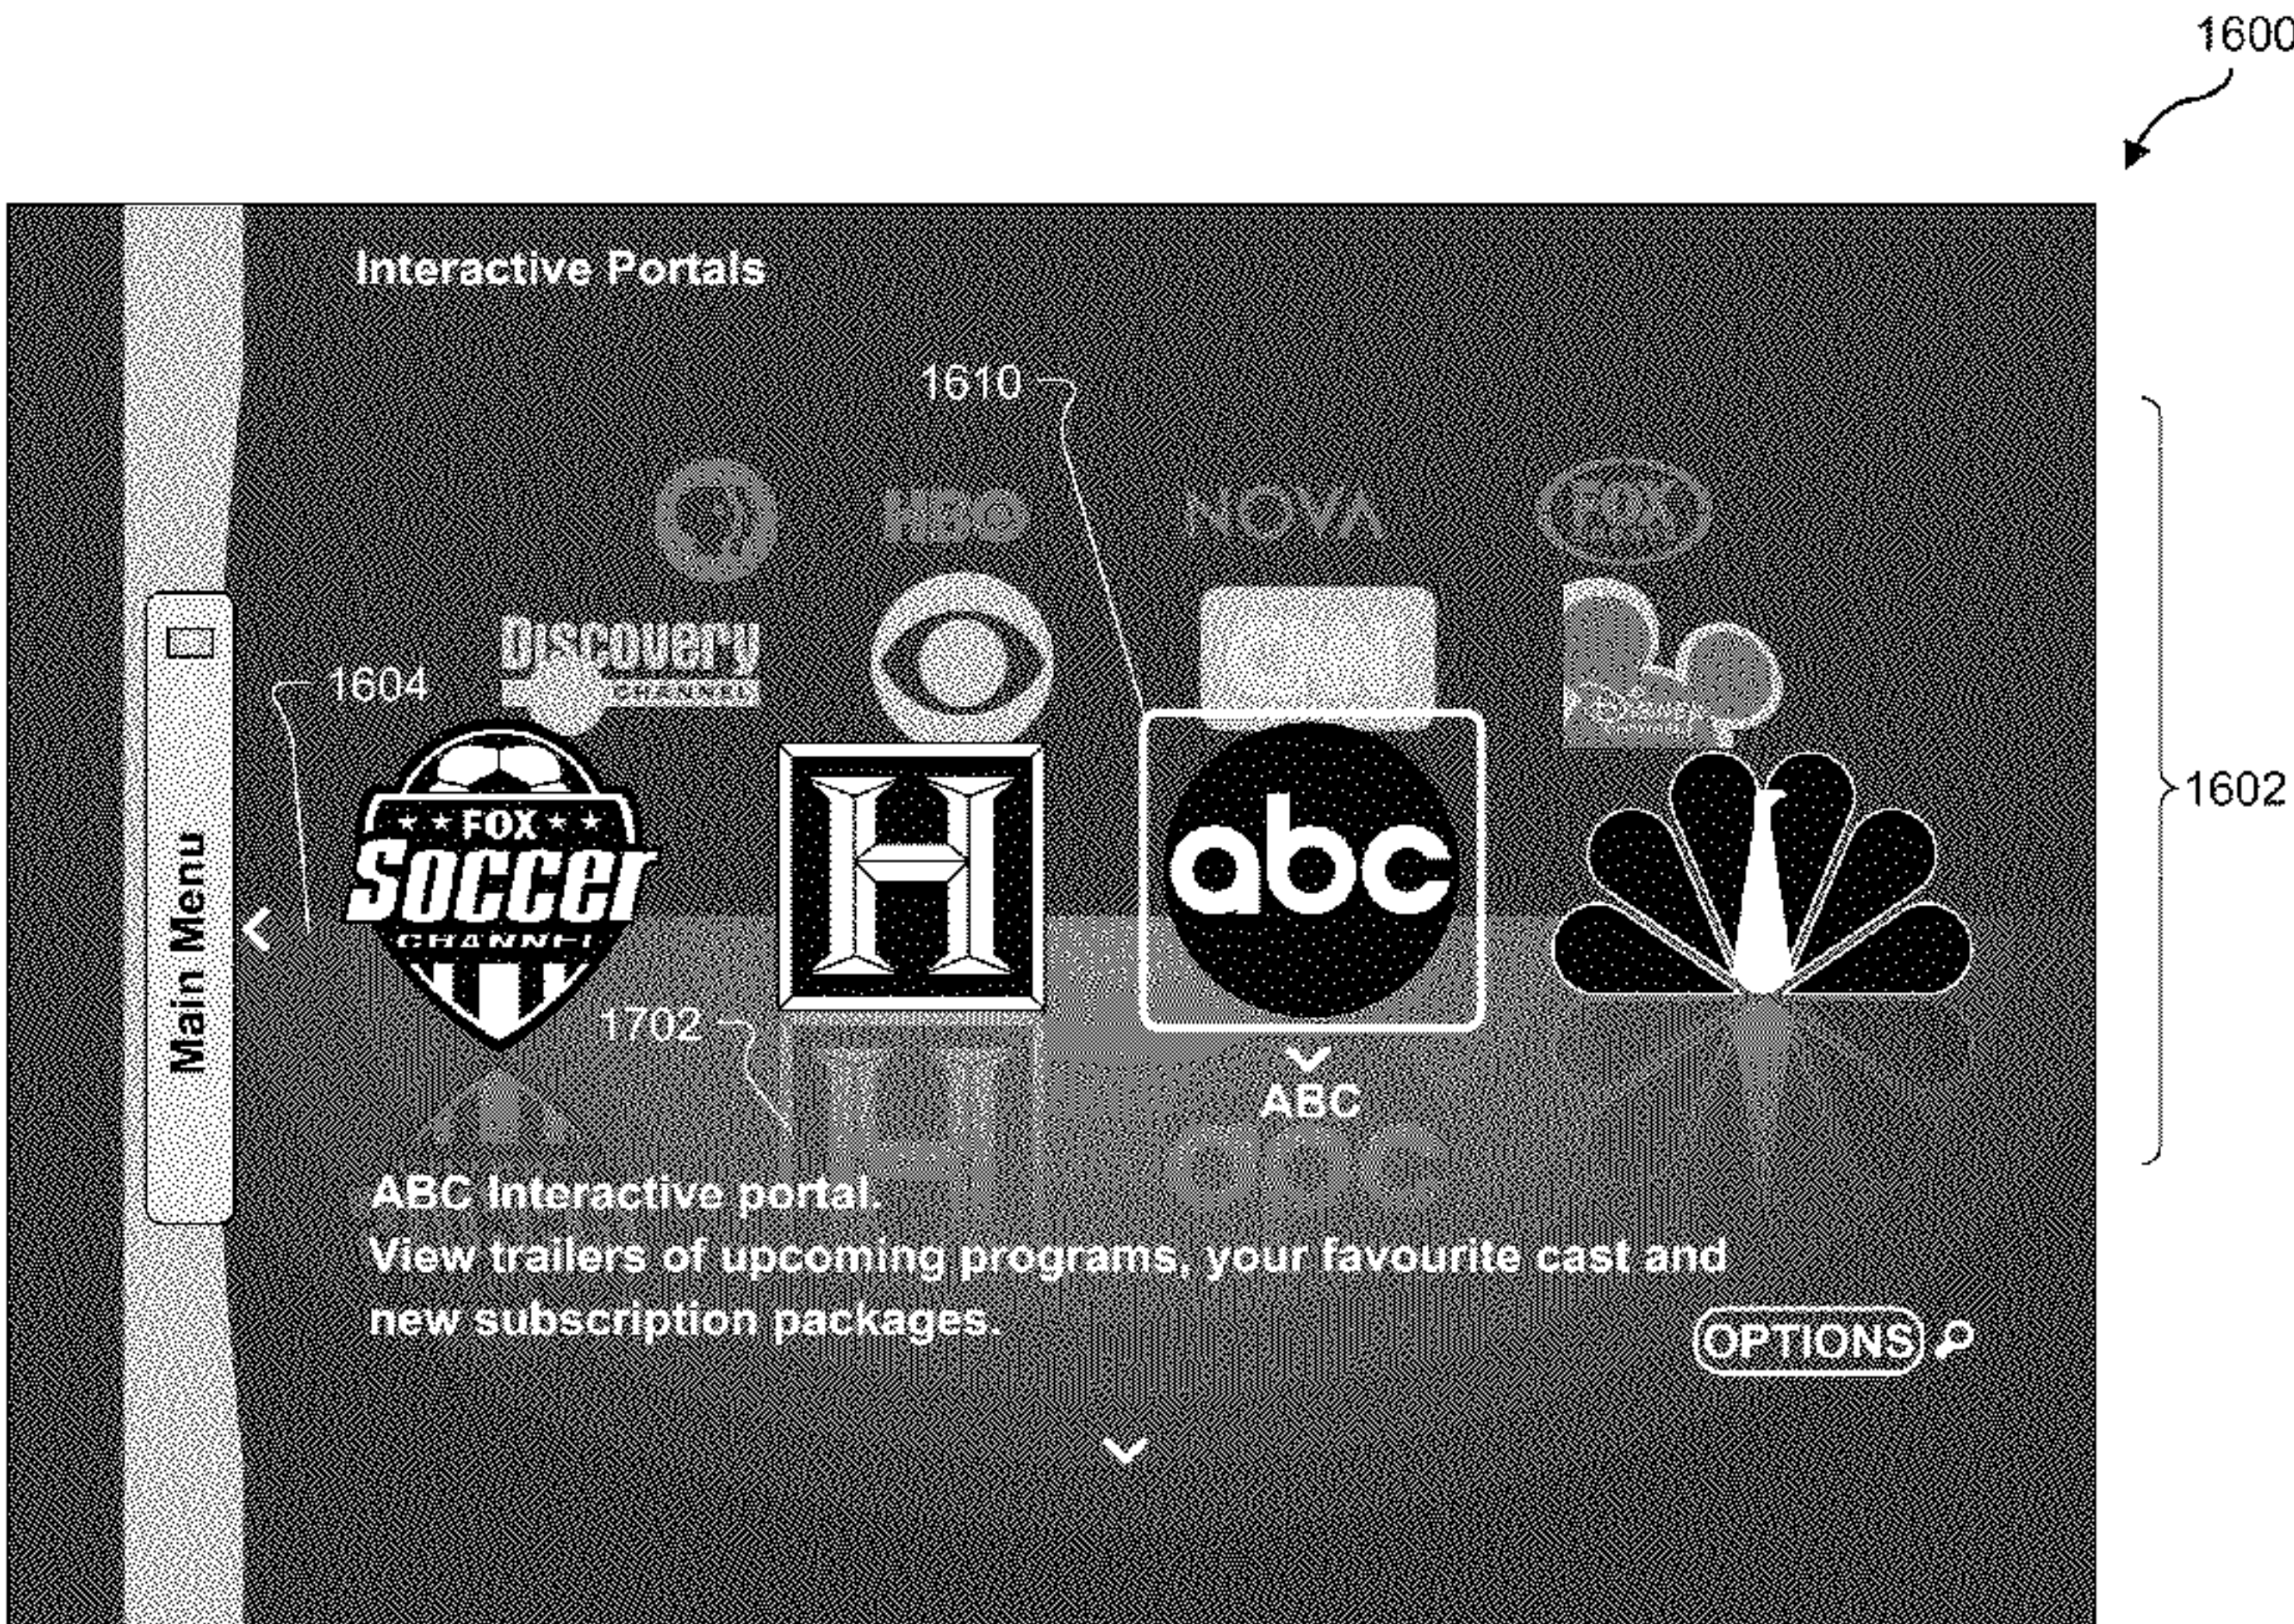 1600
Interactive Portals
1610
HBO
NOVA
FOX
Discovery
CHANNEL
1604
1602
★ ★ FOX ★ ★
Soccer
CHANNEL
H
abc
Main Menu
1702
ABC
ABC Interactive portal.
View trailers of upcoming programs, your favourite cast and
new subscription packages.
OPTIONS